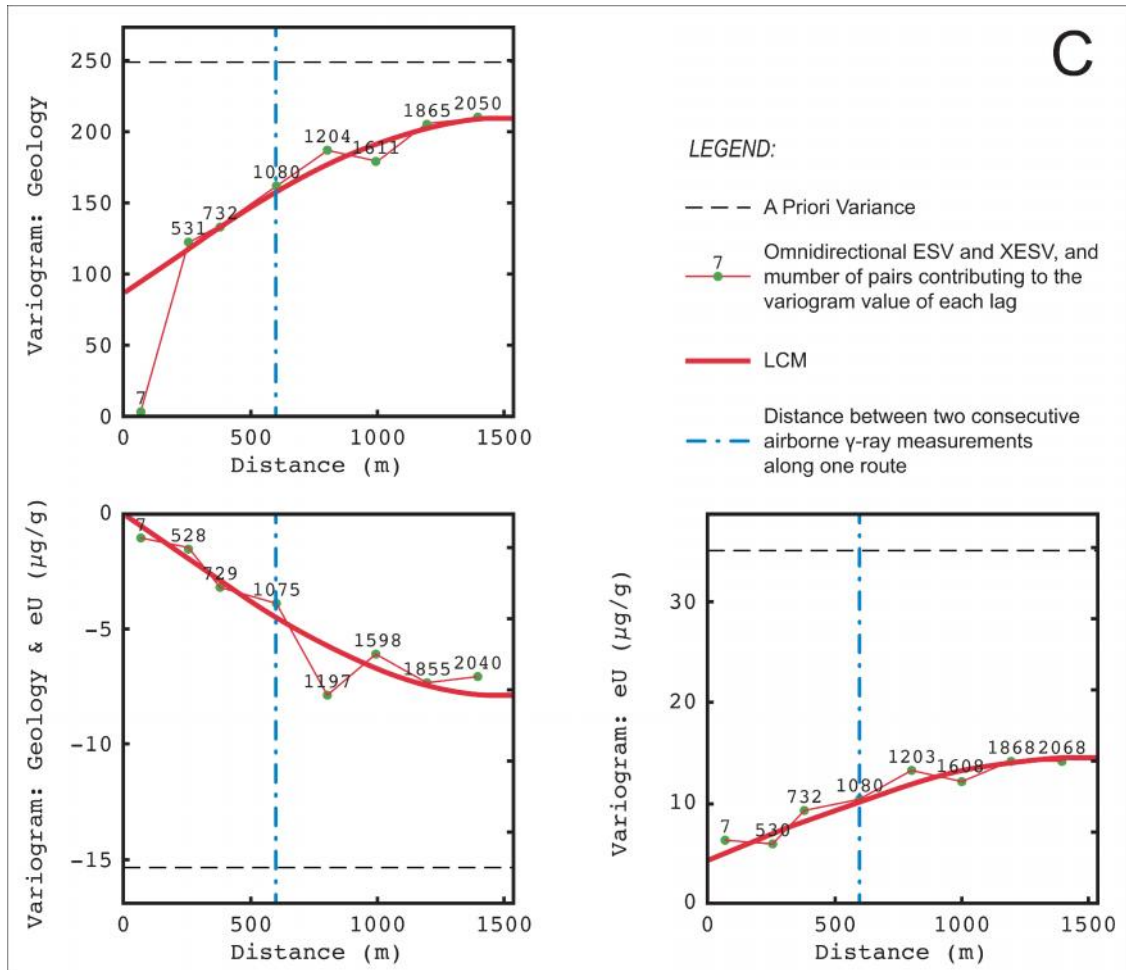 C
250
200
150
100
50
0
Variogram: Geology
7
531
732
1080
1204
1611
1865
2050
0 500 1000 1500
Distance (m)
LEGEND:
A Priori Variance
7
Omnidirectional ESV and XESV, and
mumber of pairs contributing to the
variogram value of each lag
LCM
Distance between two consecutive
airborne γ-ray measurements
along one route
0
-5
-10
-15
Variogram: Geology & eU (µg/g)
7
528
729
1075
1197
1598
1855
2040
0 500 1000 1500
Distance (m)
30
20
10
0
Variogram: eU (µg/g)
7
530
732
1080
1203
1608
1868
2068
0 500 1000 1500
Distance (m)